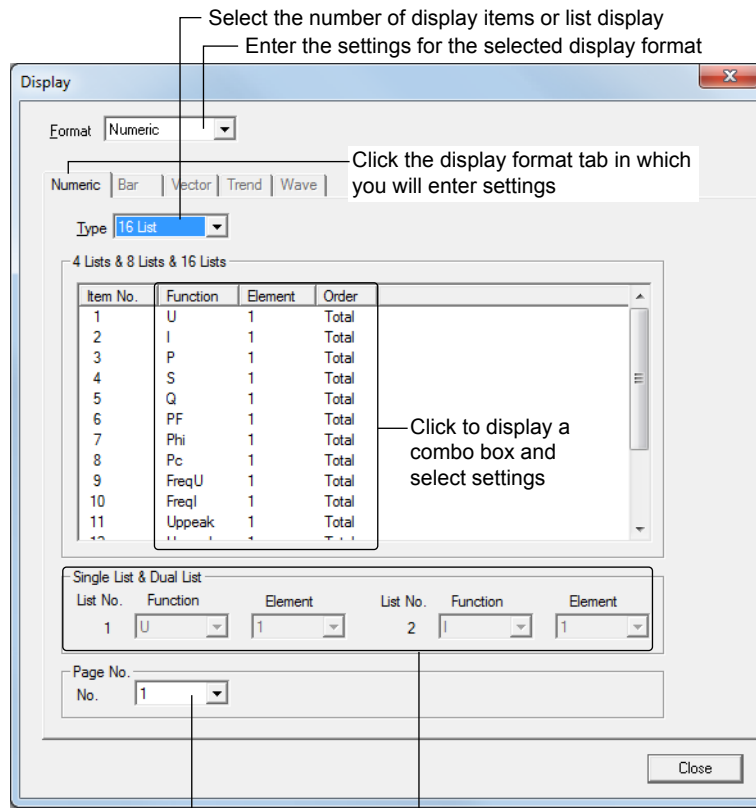 Select the number of display items or list display
Enter the settings for the selected display format
Display
Format Numeric
Click the display format tab in which
you will enter settings
Numeric Bar Vector Trend Wave
Type 16 List
4 Lists & 8 Lists & 16 Lists
Item No. Function Element Order
1 U 1 Total
2 I 1 Total
3 P 1 Total
4 S 1 Total
5 Q 1 Total
6 PF 1 Total
7 Phi 1 Total
8 Pc 1 Total
9 FreqU 1 Total
10 FreqI 1 Total
11 Uppeak 1 Total
Click to display a
combo box and
select settings
Single List & Dual List
List No. Function Element List No. Function Element
1 U 1 2 I 1
Page No.
No. 1
Close